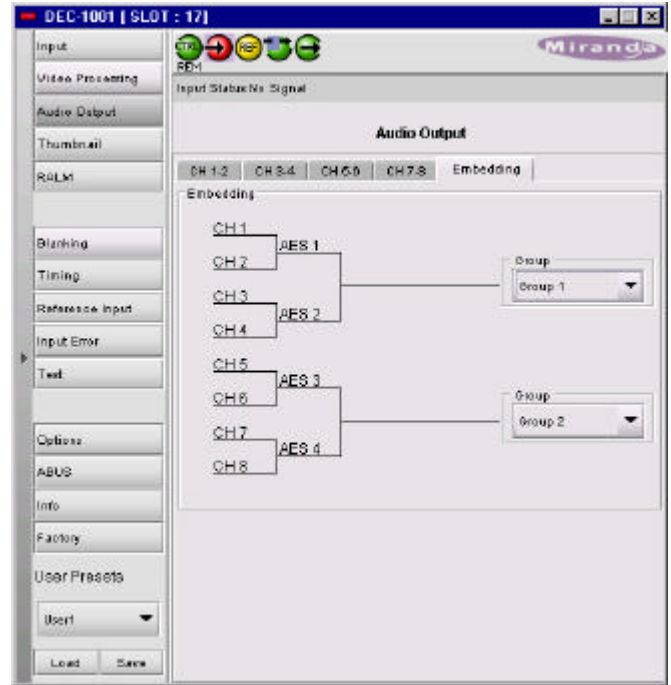 DEC-1001 [ SLOT : 17]
Input
Video Processing
Audio Output
Thumbnail
RALM
Blanking
Timing
Reference Input
Input Error
Test
Options
ABUS
Info
Factory
User Presets
User1
Load Save
CTRL REF
REM
Miranda
Input Status No Signal
Audio Output
CH 1-2 CH 3-4 CH 5-6 CH 7-8 Embedding
Embedding
CH 1
AES 1
CH 2
CH 3
AES 2
CH 4
Group
Group 1
CH 5
AES 3
CH 6
CH 7
AES 4
CH 8
Group
Group 2